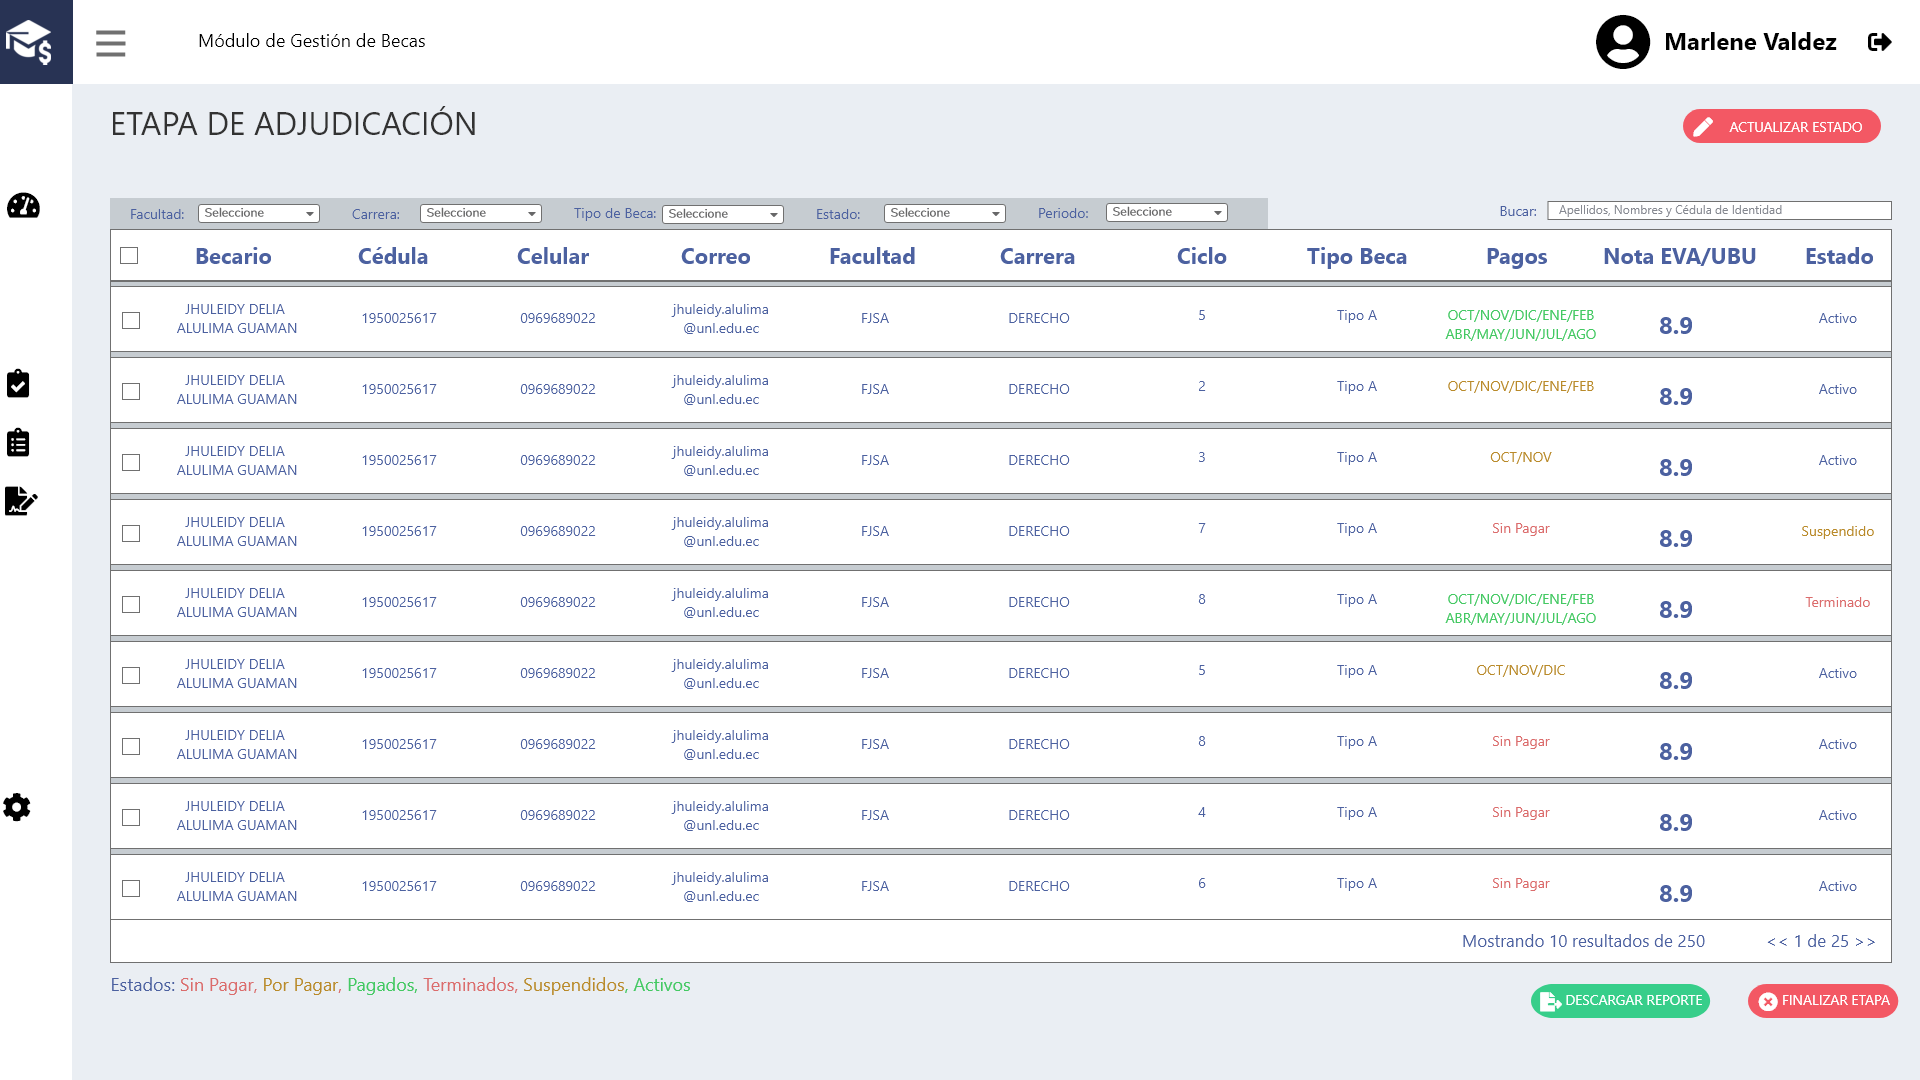 Módulo de Gestión de Becas
Marlene Valdez
ETAPA DE ADJUDICACIÓN
ACTUALIZAR ESTADO
Facultad: Seleccione Carrera: Seleccione Tipo de Beca: Seleccione Estado: Seleccione Periodo: Seleccione Bucar: Apellidos, Nombres y Cédula de Identidad
Becario Cédula Celular Correo Facultad Carrera Ciclo Tipo Beca Pagos Nota EVA/UBU Estado
JHULEIDY DELIA jhuleidy.alulima
ALULIMA GUAMAN 1950025617 0969689022 @unl.edu.ec FJSA DERECHO 5 Tipo A OCT/NOV/DIC/ENE/FEB 8.9 Activo
ABR/MAY/JUN/JUL/AGO
JHULEIDY DELIA jhuleidy.alulima
ALULIMA GUAMAN 1950025617 0969689022 @unl.edu.ec FJSA DERECHO 2 Tipo A OCT/NOV/DIC/ENE/FEB 8.9 Activo
JHULEIDY DELIA jhuleidy.alulima
ALULIMA GUAMAN 1950025617 0969689022 @unl.edu.ec FJSA DERECHO 3 Tipo A OCT/NOV 8.9 Activo
JHULEIDY DELIA jhuleidy.alulima
ALULIMA GUAMAN 1950025617 0969689022 @unl.edu.ec FJSA DERECHO 7 Tipo A Sin Pagar 8.9 Suspendido
JHULEIDY DELIA jhuleidy.alulima
ALULIMA GUAMAN 1950025617 0969689022 @unl.edu.ec FJSA DERECHO 8 Tipo A OCT/NOV/DIC/ENE/FEB 8.9 Terminado
ABR/MAY/JUN/JUL/AGO
JHULEIDY DELIA jhuleidy.alulima
ALULIMA GUAMAN 1950025617 0969689022 @unl.edu.ec FJSA DERECHO 5 Tipo A OCT/NOV/DIC 8.9 Activo
JHULEIDY DELIA jhuleidy.alulima
ALULIMA GUAMAN 1950025617 0969689022 @unl.edu.ec FJSA DERECHO 8 Tipo A Sin Pagar 8.9 Activo
JHULEIDY DELIA jhuleidy.alulima
ALULIMA GUAMAN 1950025617 0969689022 @unl.edu.ec FJSA DERECHO 4 Tipo A Sin Pagar 8.9 Activo
JHULEIDY DELIA jhuleidy.alulima
ALULIMA GUAMAN 1950025617 0969689022 @unl.edu.ec FJSA DERECHO 6 Tipo A Sin Pagar 8.9 Activo
Mostrando 10 resultados de 250 << 1 de 25 >>
Estados: Sin Pagar, Por Pagar, Pagados, Terminados, Suspendidos, Activos
DESCARGAR REPORTE FINALIZAR ETAPA